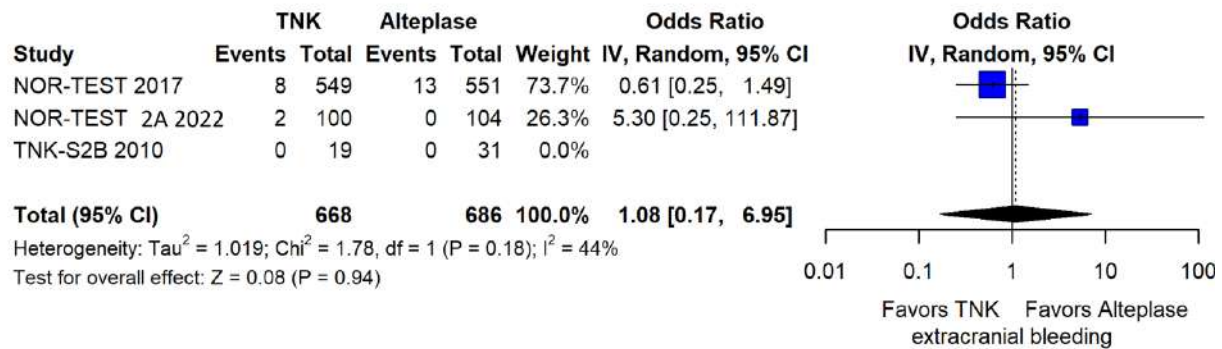 TNK Alteplase Odds Ratio Odds Ratio
Study Events Total Events Total Weight IV, Random, 95% CI IV, Random, 95% CI
NOR-TEST 2017 8 549 13 551 73.7% 0.61 [0.25, 1.49]
NOR-TEST 2A 2022 2 100 0 104 26.3% 5.30 [0.25, 111.87]
TNK-S2B 2010 0 19 0 31 0.0%
Total (95% CI) 668 686 100.0% 1.08 [0.17, 6.95]
Heterogeneity: Tau² = 1.019; Chi² = 1.78, df = 1 (P = 0.18); I² = 44%
Test for overall effect: Z = 0.08 (P = 0.94)
0.01 0.1 1 10 100
Favors TNK Favors Alteplase
extracranial bleeding